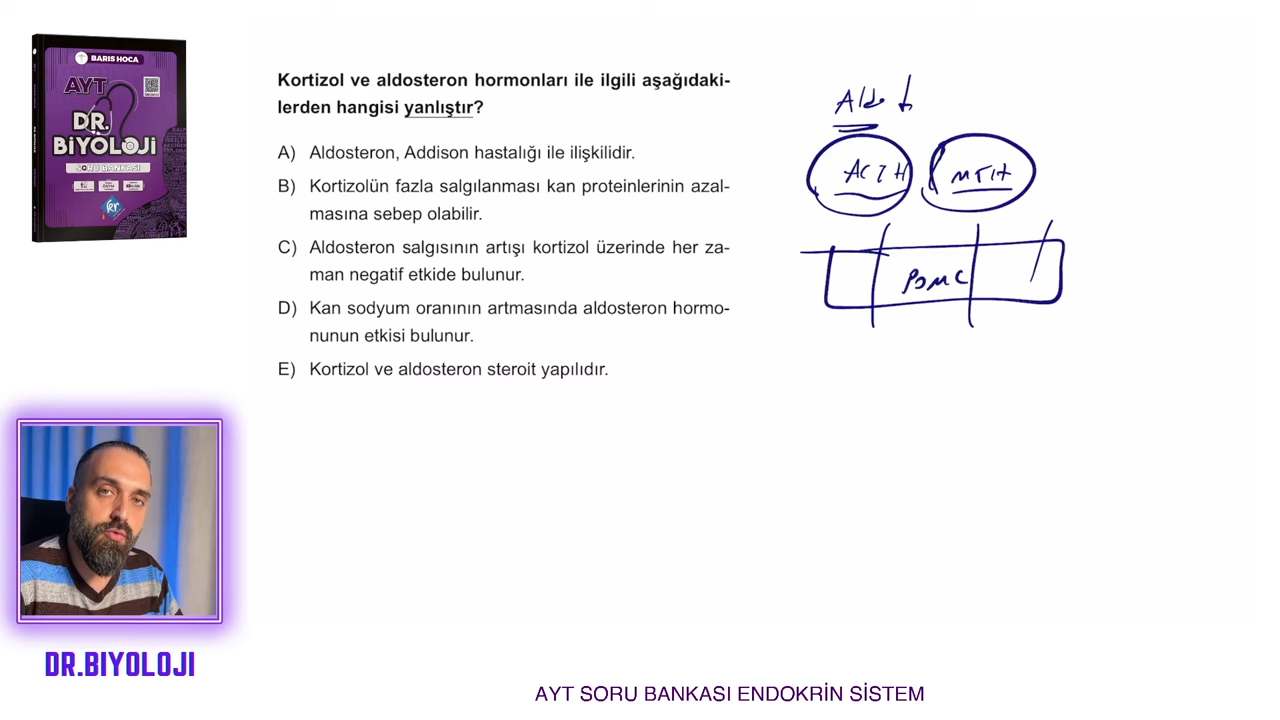 BARIS HOCA
AYT
DR.
BİYOLOJİ
SORU BANKASI
Kortizol ve aldosteron hormonları ile ilgili aşağıdaki-
lerden hangisi yanlıştır?
A) Aldosteron, Addison hastalığı ile ilişkilidir.
B) Kortizolün fazla salgılanması kan proteinlerinin azal-
masına sebep olabilir.
C) Aldosteron salgısının artışı kortizol üzerinde her za-
man negatif etkide bulunur.
D) Kan sodyum oranının artmasında aldosteron hormo-
nunun etkisi bulunur.
E) Kortizol ve aldosteron steroit yapılıdır.
Aldo ↓
ACTH
POMC
DR.BIYOLOJI
AYT SORU BANKASI ENDOKRİN SİSTEM